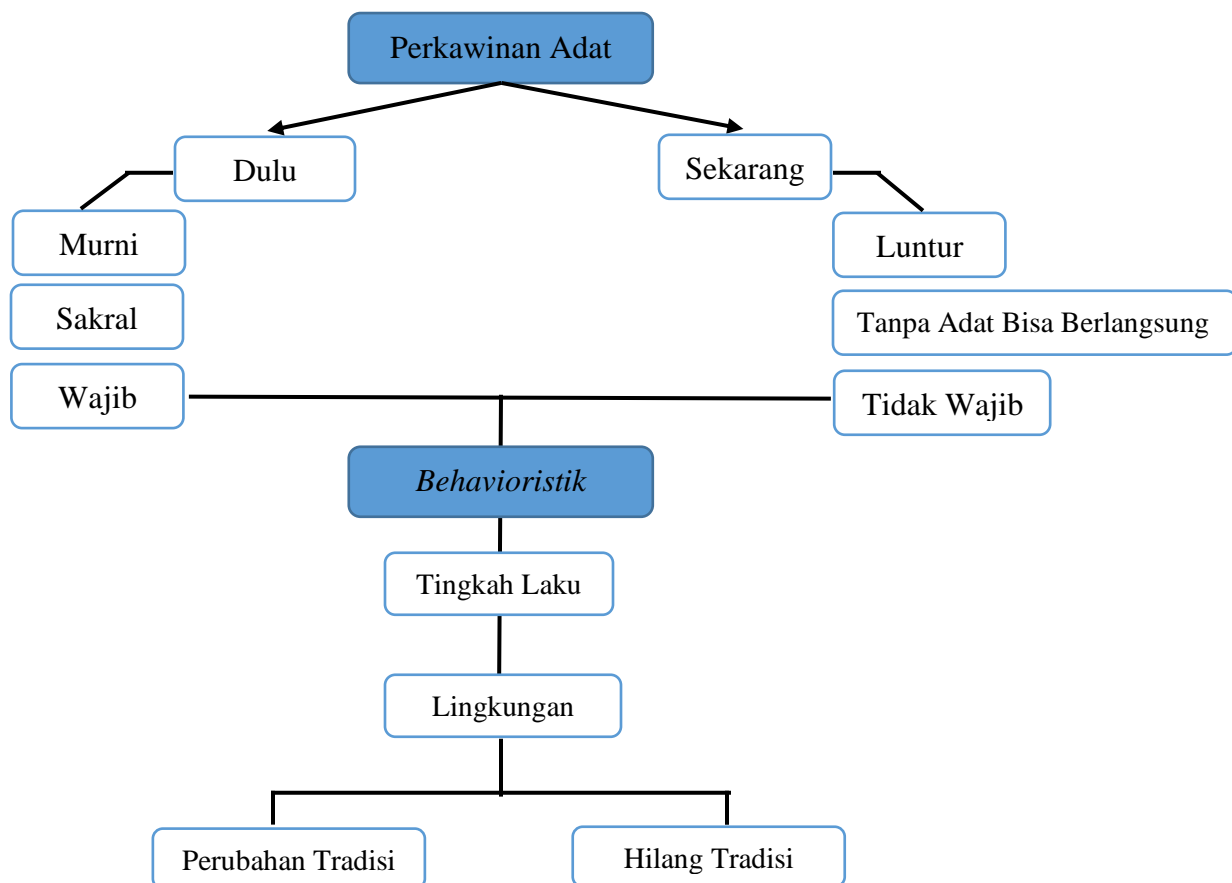 Perkawinan Adat
Dulu
Sekarang
Murni
Luntur
Sakral
Tanpa Adat Bisa Berlangsung
Wajib
Tidak Wajib
Behavioristik
Tingkah Laku
Lingkungan
Perubahan Tradisi
Hilang Tradisi